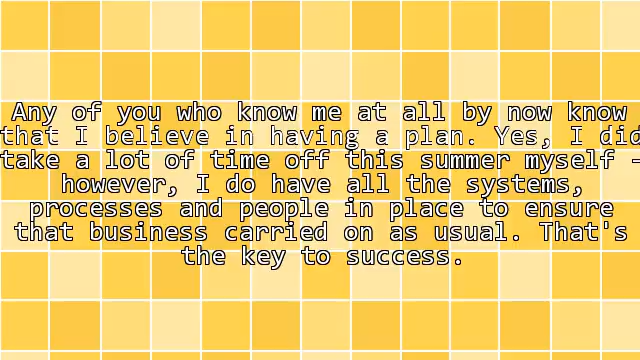 Any of you who know me at all by now know
that I believe in having a plan. Yes, I did
take a lot of time off this summer myself -
however, I do have all the systems,
processes and people in place to ensure
that business carried on as usual. That's
the key to success.